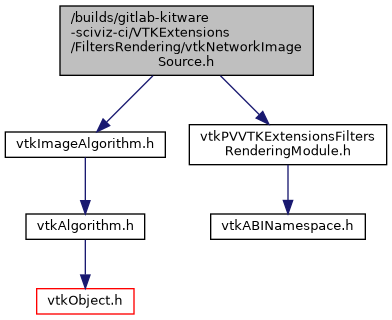 /builds/gitlab-kitware
-sciviz-ci/VTKExtensions
/FiltersRendering/vtkNetworkImage
Source.h
vtkImageAlgorithm.h
vtkPVVTKExtensionsFilters
RenderingModule.h
vtkAlgorithm.h
vtkABINamespace.h
vtkObject.h